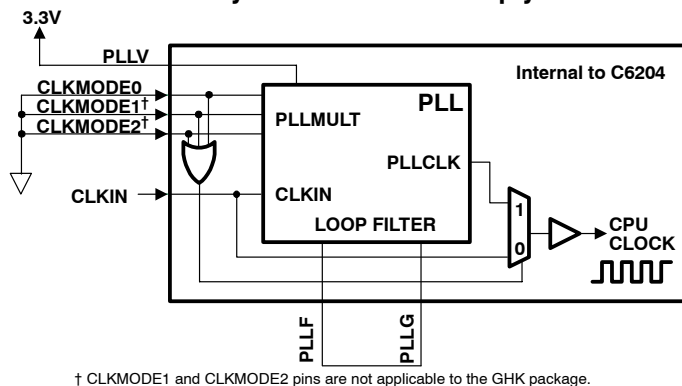 3.3V
PLLV
Internal to C6204
CLKMODE0
CLKMODE1†
CLKMODE2†
PLL
PLLMULT
PLLCLK
CLKIN
CLKIN
LOOP FILTER
1
0
CPU
CLOCK
PLLF
PLLG
† CLKMODE1 and CLKMODE2 pins are not applicable to the GHK package.